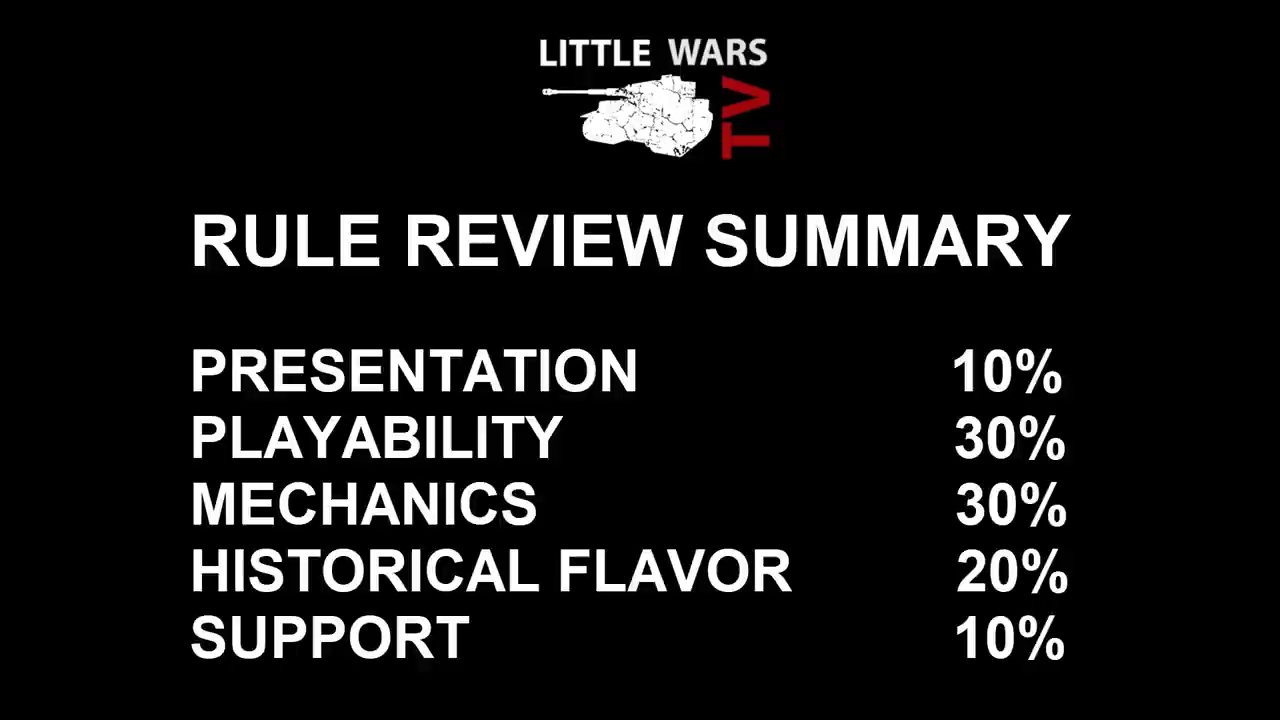 LITTLE WARS
TV
RULE REVIEW SUMMARY
PRESENTATION 10%
PLAYABILITY 30%
MECHANICS 30%
HISTORICAL FLAVOR 20%
SUPPORT 10%